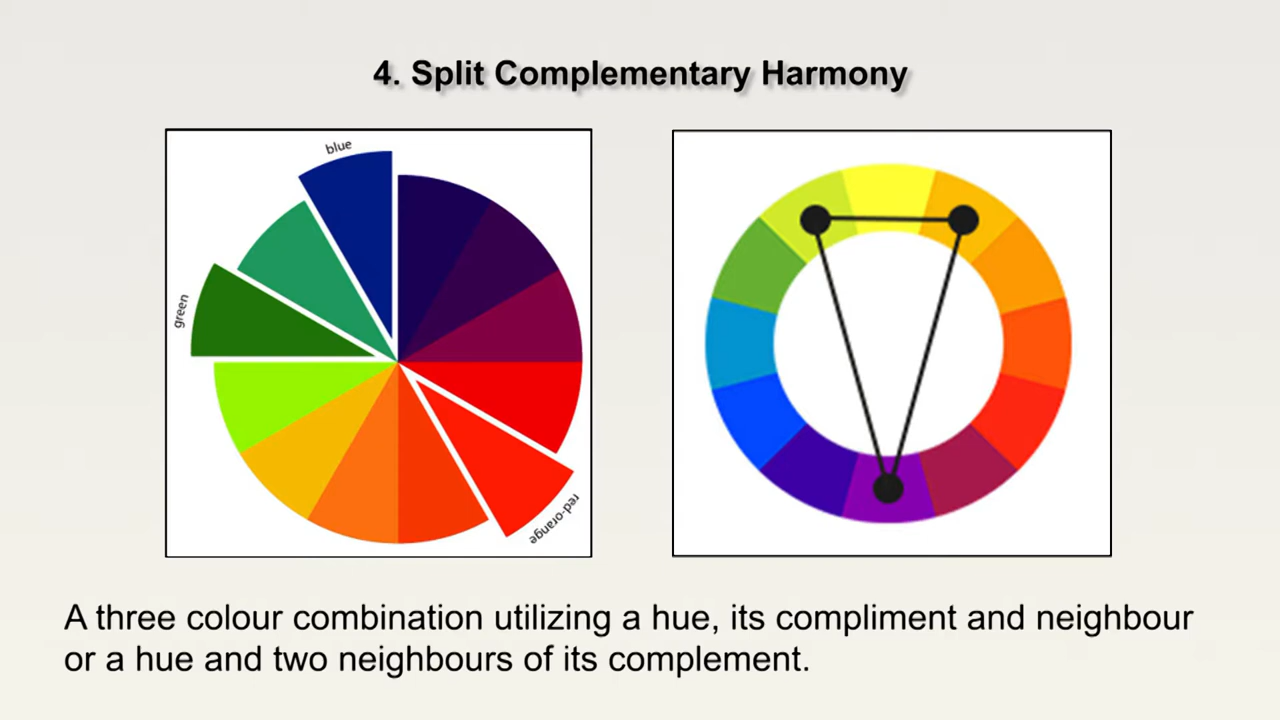 4. Split Complementary Harmony
blue
green
red-orange
A three colour combination utilizing a hue, its compliment and neighbour
or a hue and two neighbours of its complement.